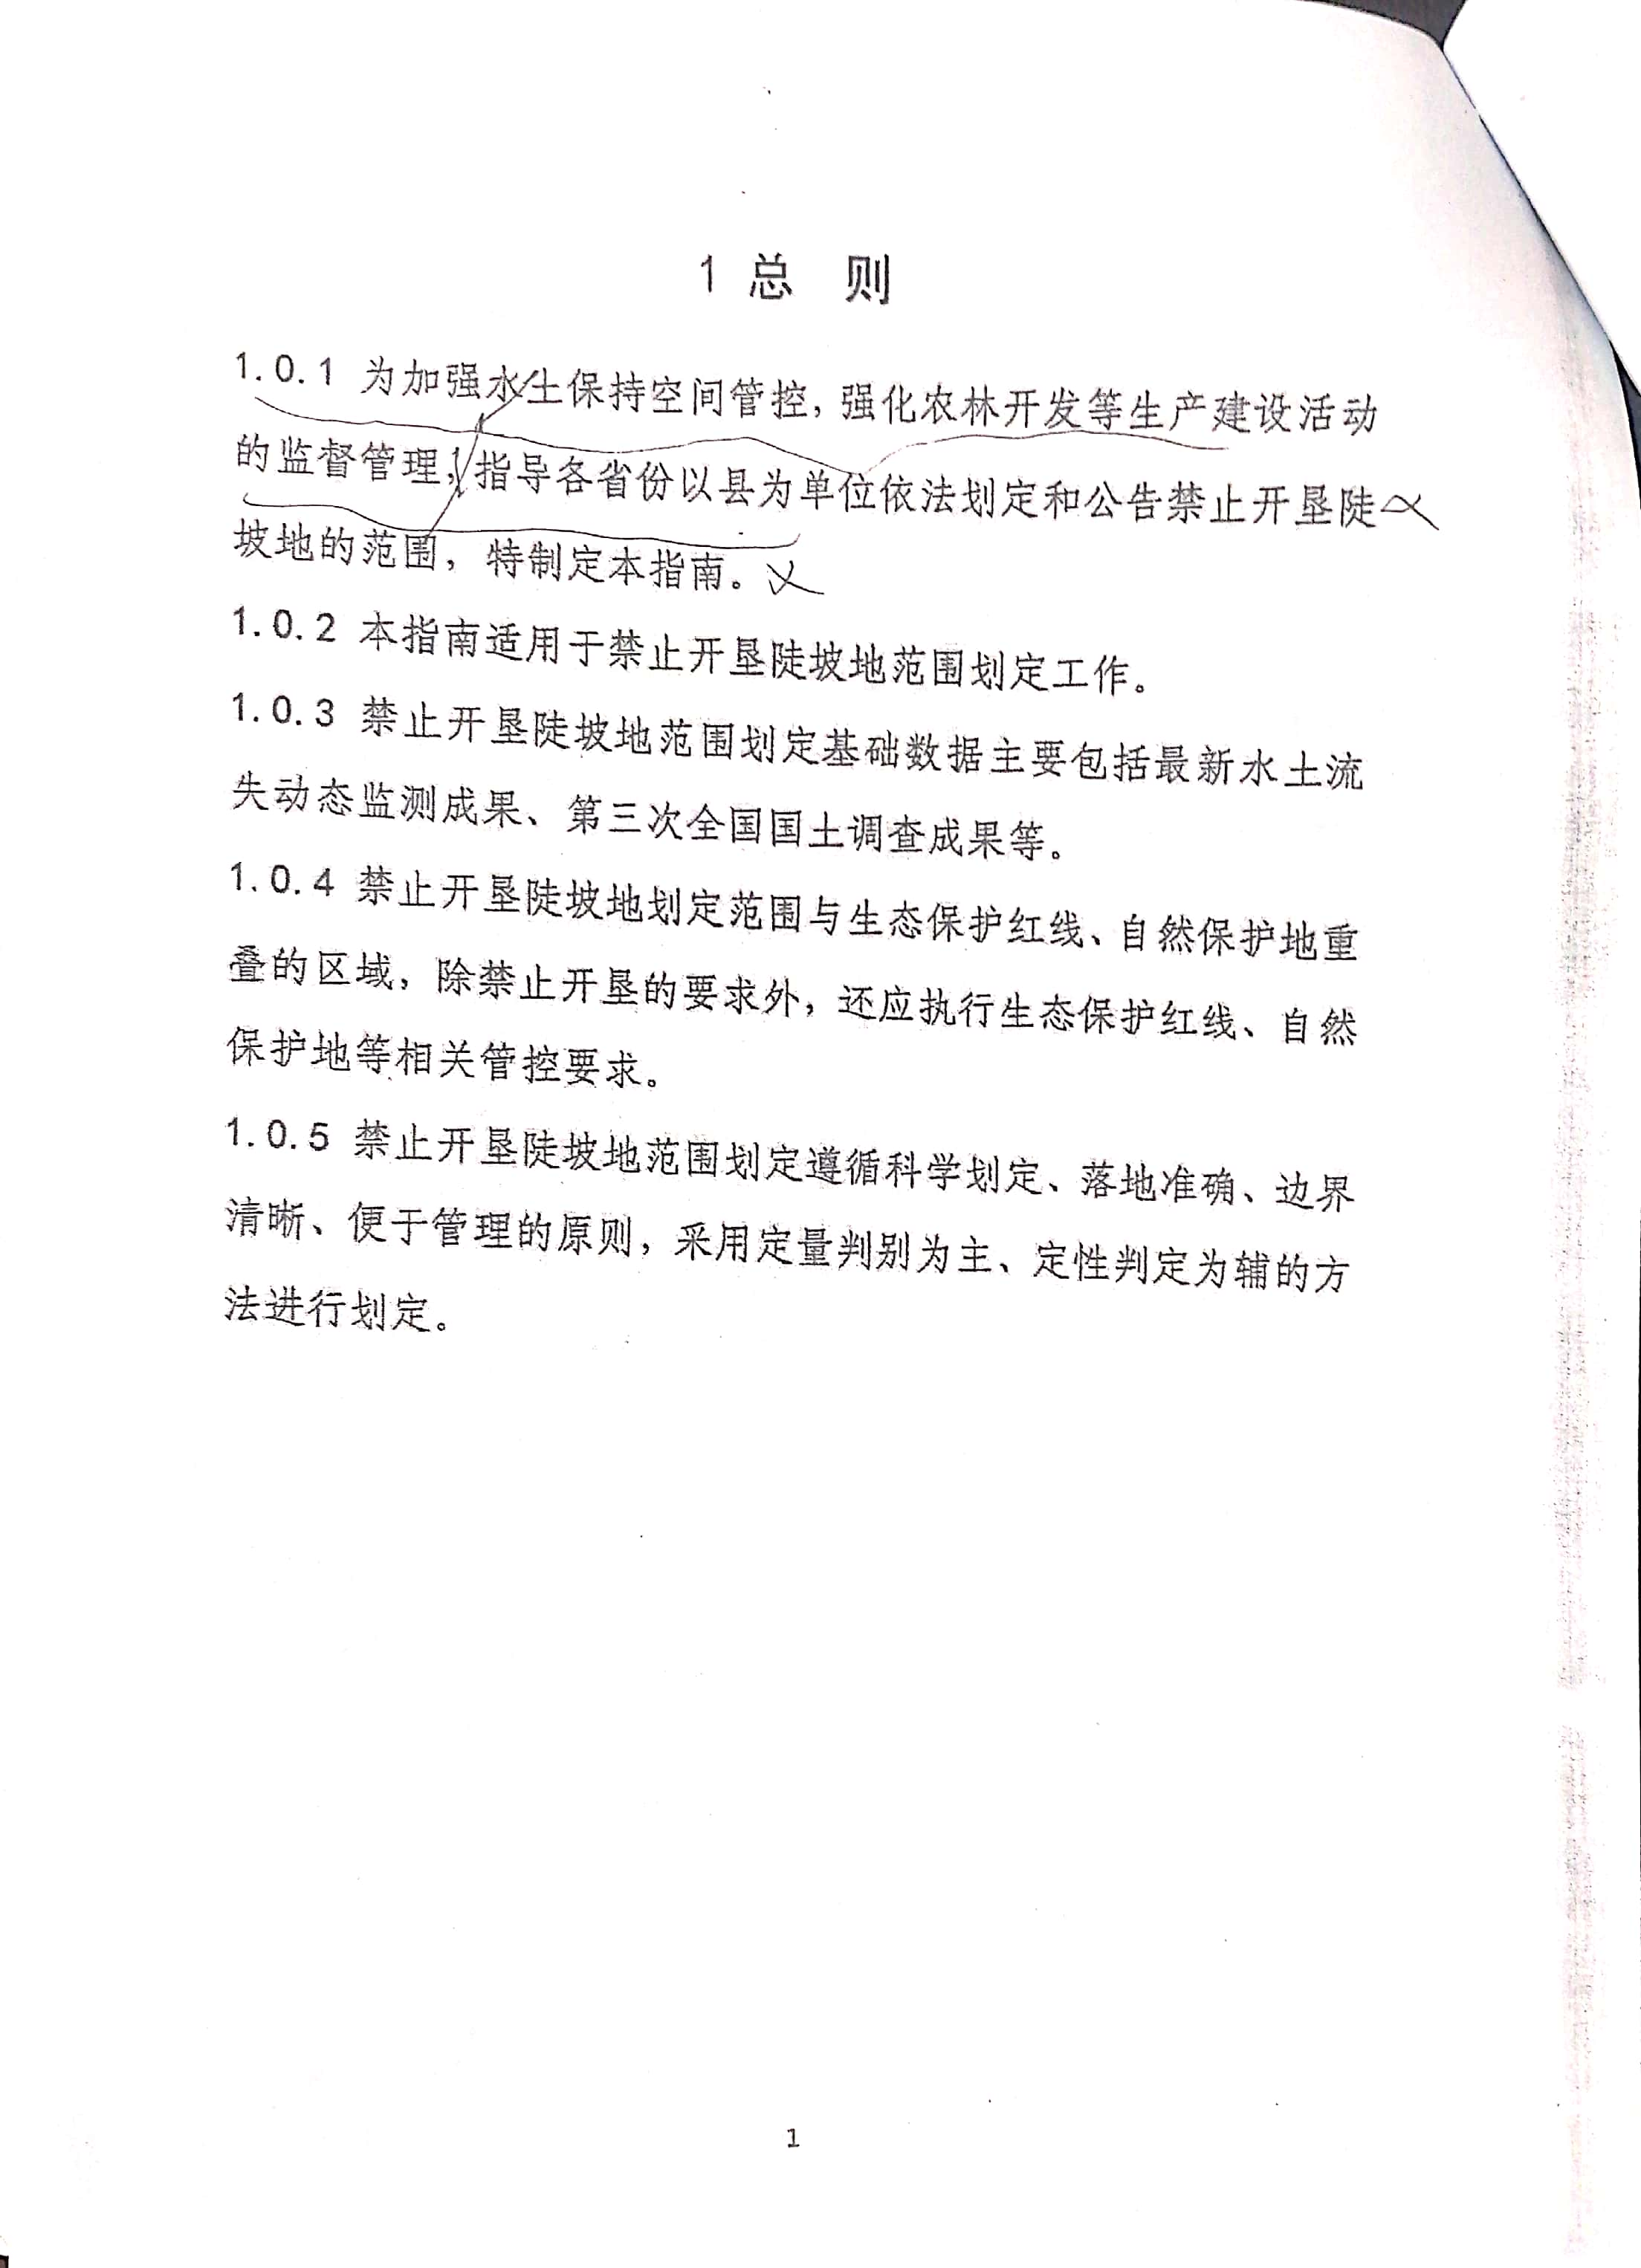 1 总 则
1.0.1 为加强水土保持空间管控，强化农林开发等生产建设活动
的监督管理，指导各省份以县为单位依法划定和公告禁止开垦陡
坡地的范围，特制定本指南。
1.0.2 本指南适用于禁止开垦陡坡地范围划定工作。
1.0.3 禁止开垦陡坡地范围划定基础数据主要包括最新水土流
失动态监测成果、第三次全国国土调查成果等。
1.0.4 禁止开垦陡坡地划定范围与生态保护红线、自然保护地重
叠的区域，除禁止开垦的要求外，还应执行生态保护红线、自然
保护地等相关管控要求。
1.0.5 禁止开垦陡坡地范围划定遵循科学划定、落地准确、边界
清晰、便于管理的原则，采用定量判别为主、定性判定为辅的方
法进行划定。
1